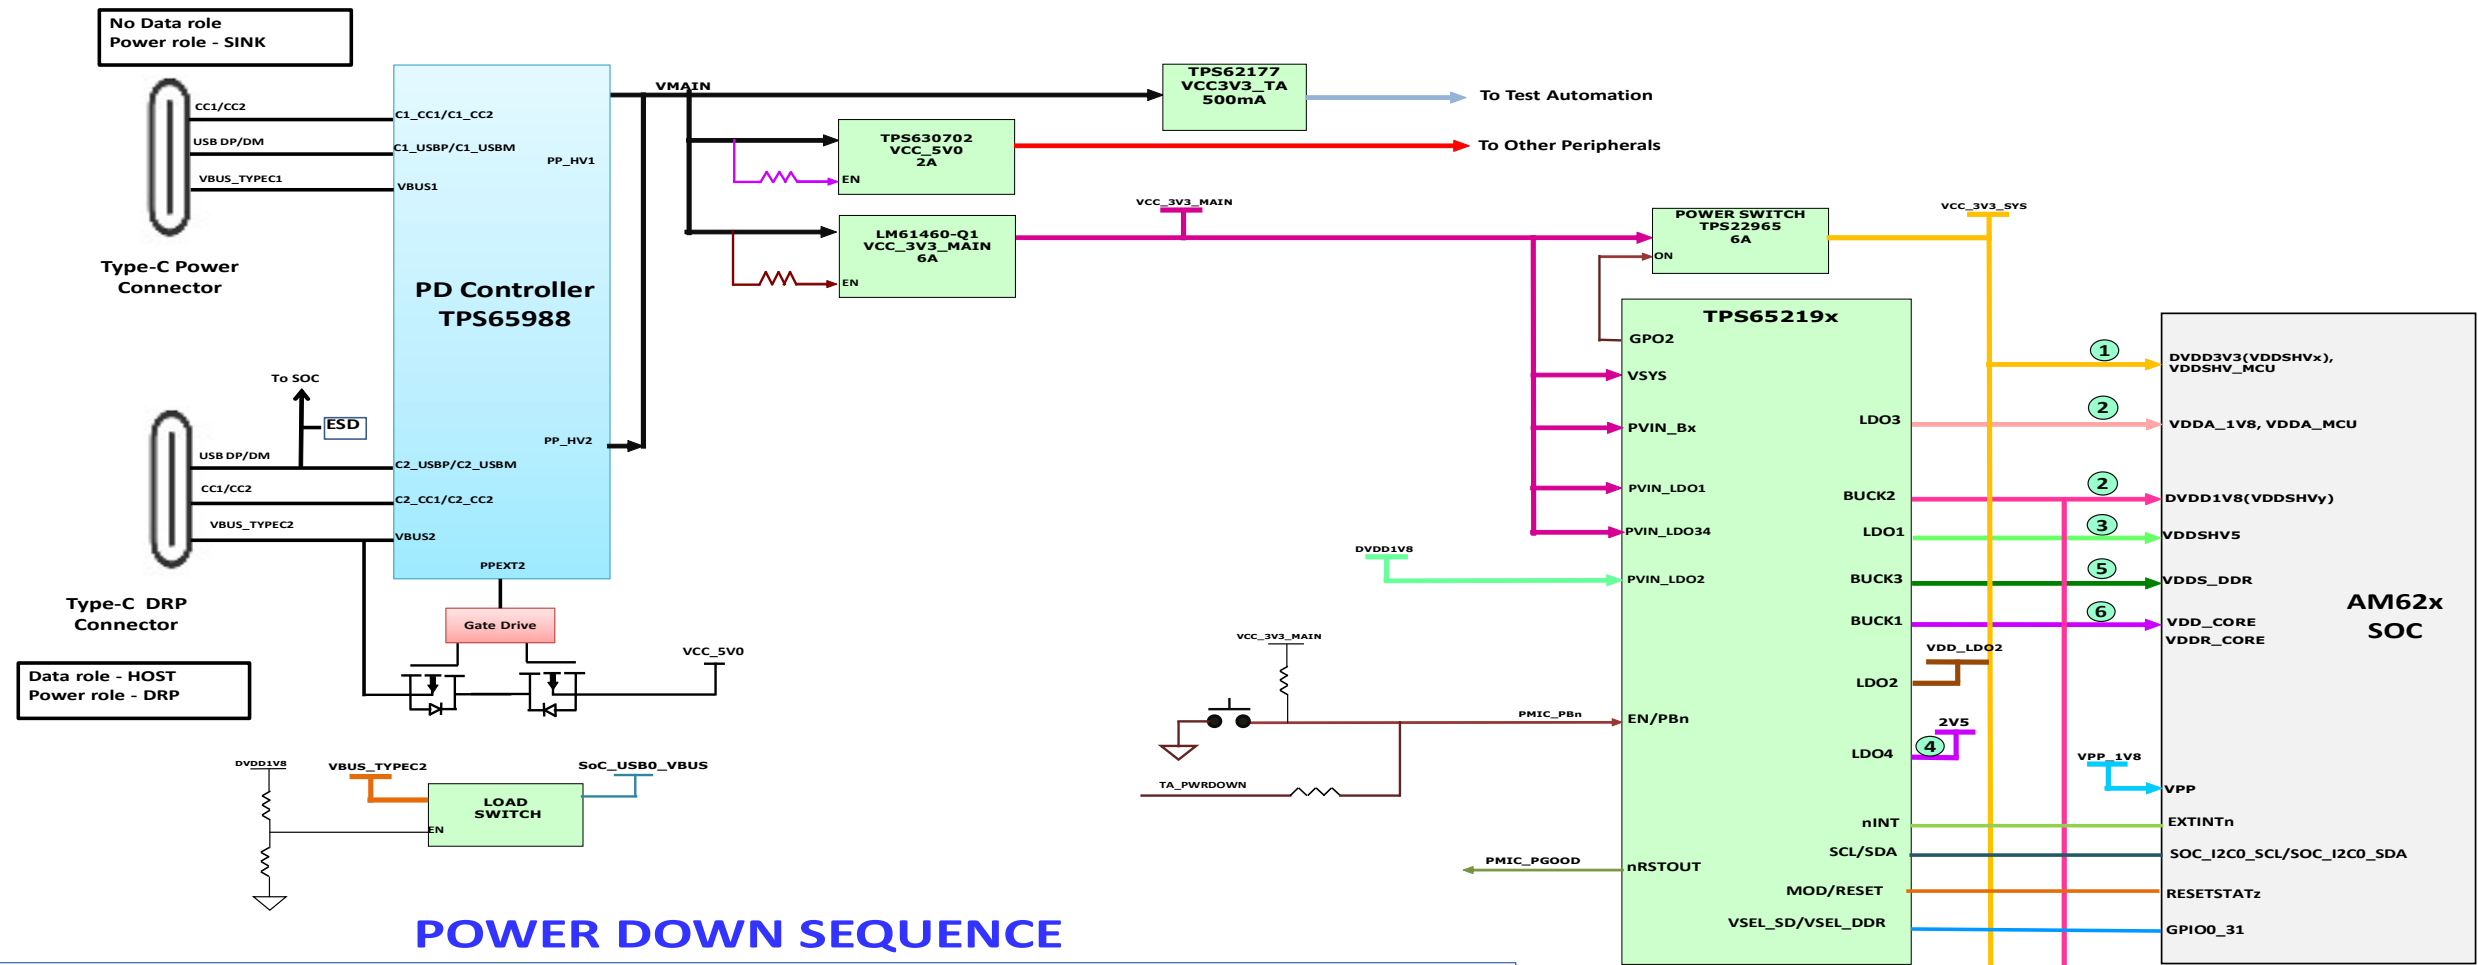 No Data role
Power role - SINK
CC1/CC2
USB DP/DM
VBUS_TYPEC1
Type-C Power
Connector
C1_CC1/C1_CC2
C1_USBP/C1_USBM
PP_HV1
VBUS1
PD Controller
TPS65988
PP_HV2
C2_USBP/C2_USBM
C2_CC1/C2_CC2
VBUS2
PPEXT2
To SOC
ESD
USB DP/DM
CC1/CC2
VBUS_TYPEC2
Type-C DRP
Connector
Data role - HOST
Power role - DRP
Gate Drive
VCC_5V0
DVDD1V8
VBUS_TYPEC2
SoC_USB0_VBUS
LOAD
SWITCH
EN
VMAIN
TPS62177
VCC3V3_TA
500mA
To Test Automation
TPS630702
VCC_5V0
2A
EN
To Other Peripherals
LM61460-Q1
VCC_3V3_MAIN
6A
EN
VCC_3V3_MAIN
POWER SWITCH
TPS22965
6A
ON
VCC_3V3_SYS
TPS65219x
GPO2
VSYS
PVIN_Bx
PVIN_LDO1
PVIN_LDO34
DVDD1V8
PVIN_LDO2
VCC_3V3_MAIN
PMIC_PBn
EN/PBn
TA_PWRDOWN
PMIC_PGOOD
nRSTOUT
LDO3
BUCK2
LDO1
BUCK3
BUCK1
LDO2
LDO4
nINT
SCL/SDA
MOD/RESET
VSEL_SD/VSEL_DDR
1
2
2
3
5
6
VDD_LDO2
2V5
4
VPP_1V8
DVDD3V3(VDDSHVx),
VDDSHV_MCU
VDDA_1V8, VDDA_MCU
DVDD1V8(VDDSHVy)
VDDSHV5
VDDS_DDR
VDD_CORE
VDDR_CORE
AM62x
SOC
VPP
EXTINTn
SOC_I2C0_SCL/SOC_I2C0_SDA
RESETSTATz
GPIO0_31
POWER DOWN SEQUENCE